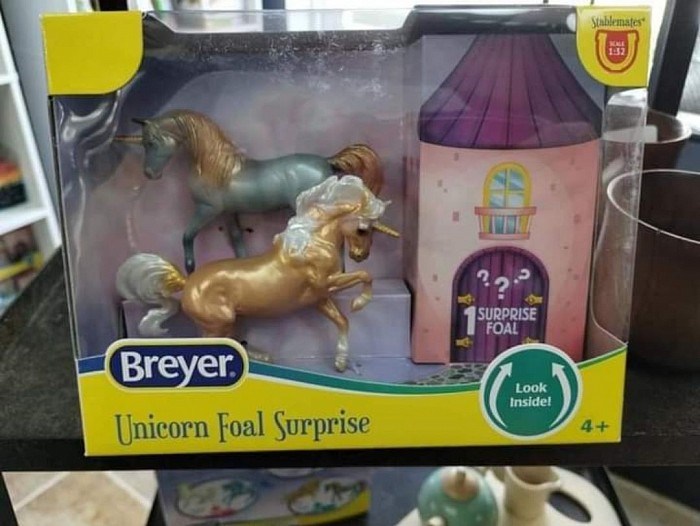 Stablemates®
SCALE
1:32
???
1 SURPRISE
FOAL
Breyer®
Look
Inside!
Unicorn Foal Surprise
4+